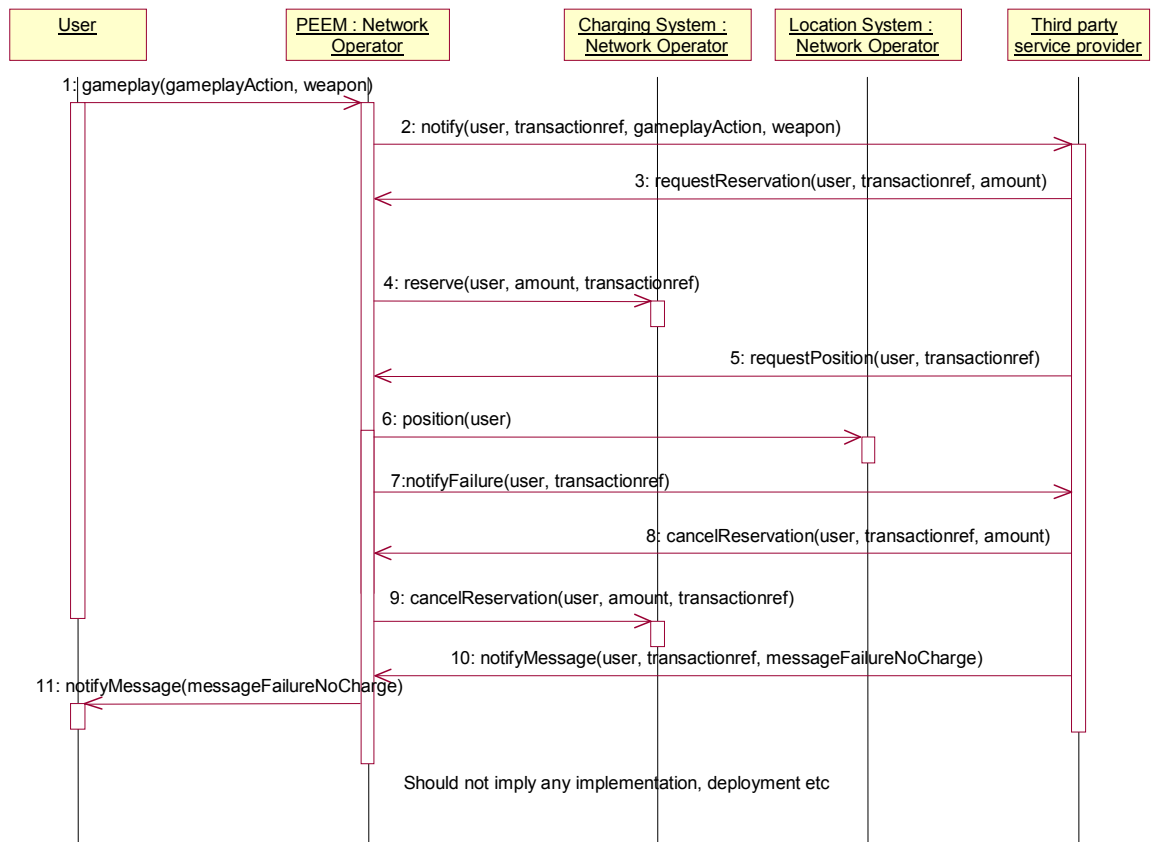 User
PEEM : Network
Operator
Charging System :
Network Operator
Location System :
Network Operator
Third party
service provider
1: gameplay(gameplayAction, weapon)
2: notify(user, transactionref, gameplayAction, weapon)
3: requestReservation(user, transactionref, amount)
4: reserve(user, amount, transactionref)
5: requestPosition(user, transactionref)
6: position(user)
7:notifyFailure(user, transactionref)
8: cancelReservation(user, transactionref, amount)
9: cancelReservation(user, amount, transactionref)
10: notifyMessage(user, transactionref, messageFailureNoCharge)
11: notifyMessage(messageFailureNoCharge)
Should not imply any implementation, deployment etc